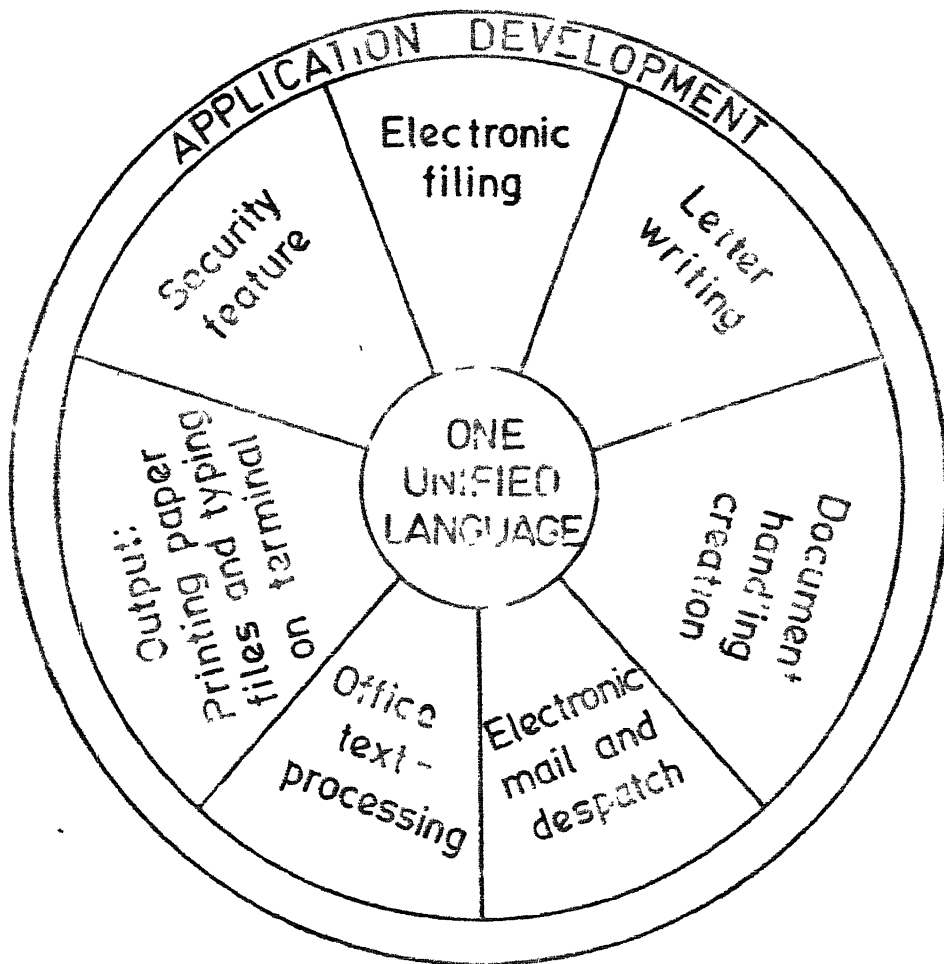 APPLICATION DEVELOPMENT
Electronic
filing
Letter
writing
Document
handling
creation
Electronic
mail and
despatch
Office
text-
processing
Output:
Printing paper
files and typing
on terminal
Security
feature
ONE
UNIFIED
LANGUAGE